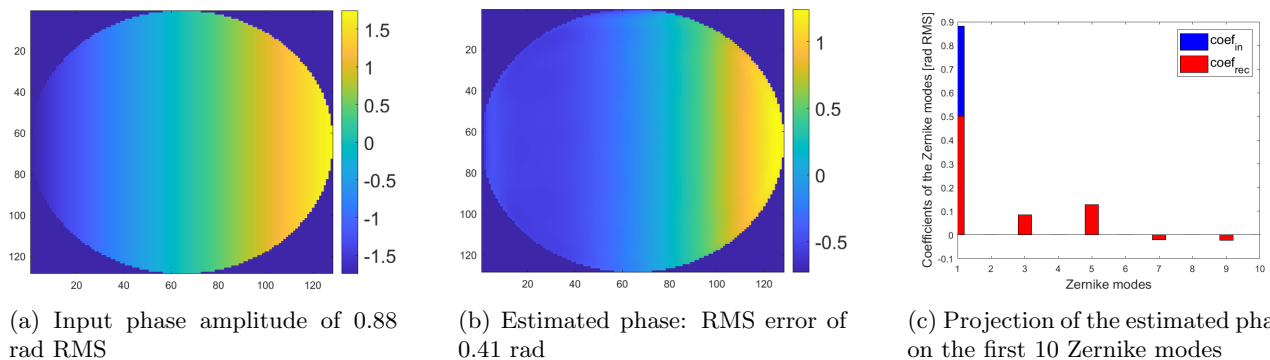 20
40
60
80
100
120
20 40 60 80 100 120
1.5
1
0.5
0
-0.5
-1
-1.5
20
40
60
80
100
120
20 40 60 80 100 120
1
0.5
0
-0.5
Coefficients of the Zernike modes [rad RMS]
0.9
0.8
0.7
0.6
0.5
0.4
0.3
0.2
0.1
0
-0.1
1 2 3 4 5 6 7 8 9 10
Zernike modes
coef_in
coef_rec
(a) Input phase amplitude of 0.88
rad RMS
(b) Estimated phase: RMS error of
0.41 rad
(c) Projection of the estimated pha
on the first 10 Zernike modes